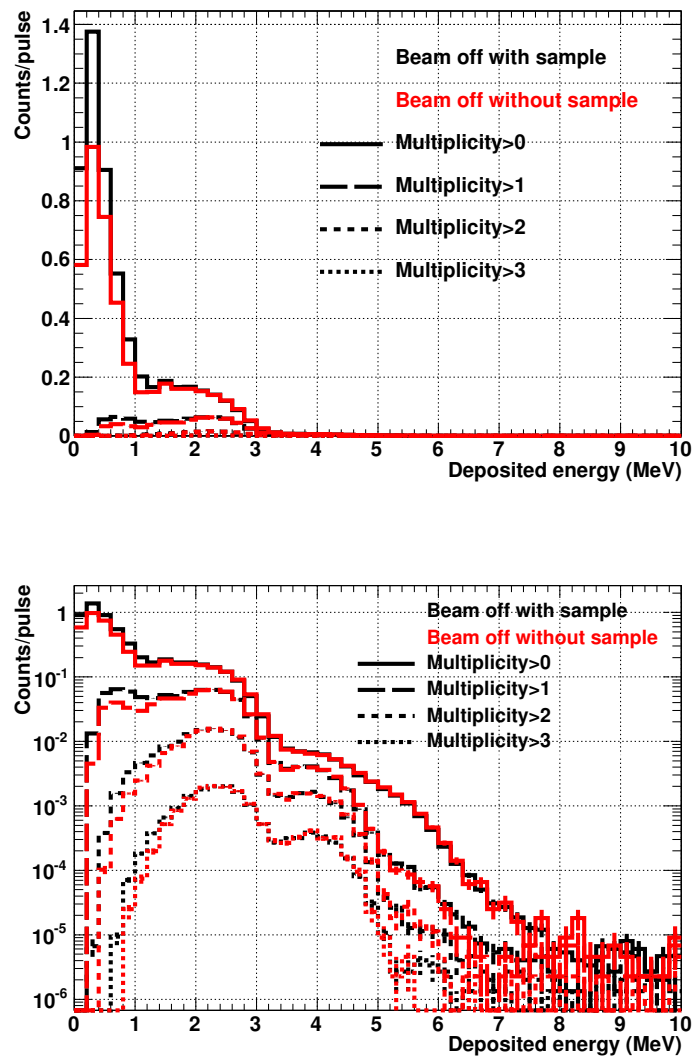 Counts/pulse
1.4
1.2
1
0.8
0.6
0.4
0.2
0
Beam off with sample
Beam off without sample
Multiplicity>0
Multiplicity>1
Multiplicity>2
Multiplicity>3
0 1 2 3 4 5 6 7 8 9 10
Deposited energy (MeV)
Counts/pulse
1
10^-1
10^-2
10^-3
10^-4
10^-5
10^-6
Beam off with sample
Beam off without sample
Multiplicity>0
Multiplicity>1
Multiplicity>2
Multiplicity>3
0 1 2 3 4 5 6 7 8 9 10
Deposited energy (MeV)